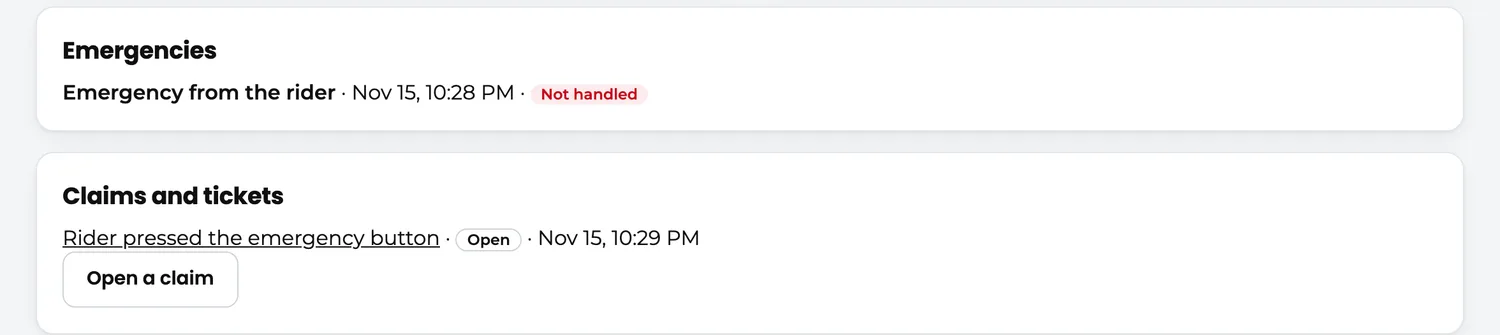 Emergencies
Emergency from the rider · Nov 15, 10:28 PM · Not handled
Claims and tickets
Rider pressed the emergency button · Open · Nov 15, 10:29 PM
Open a claim